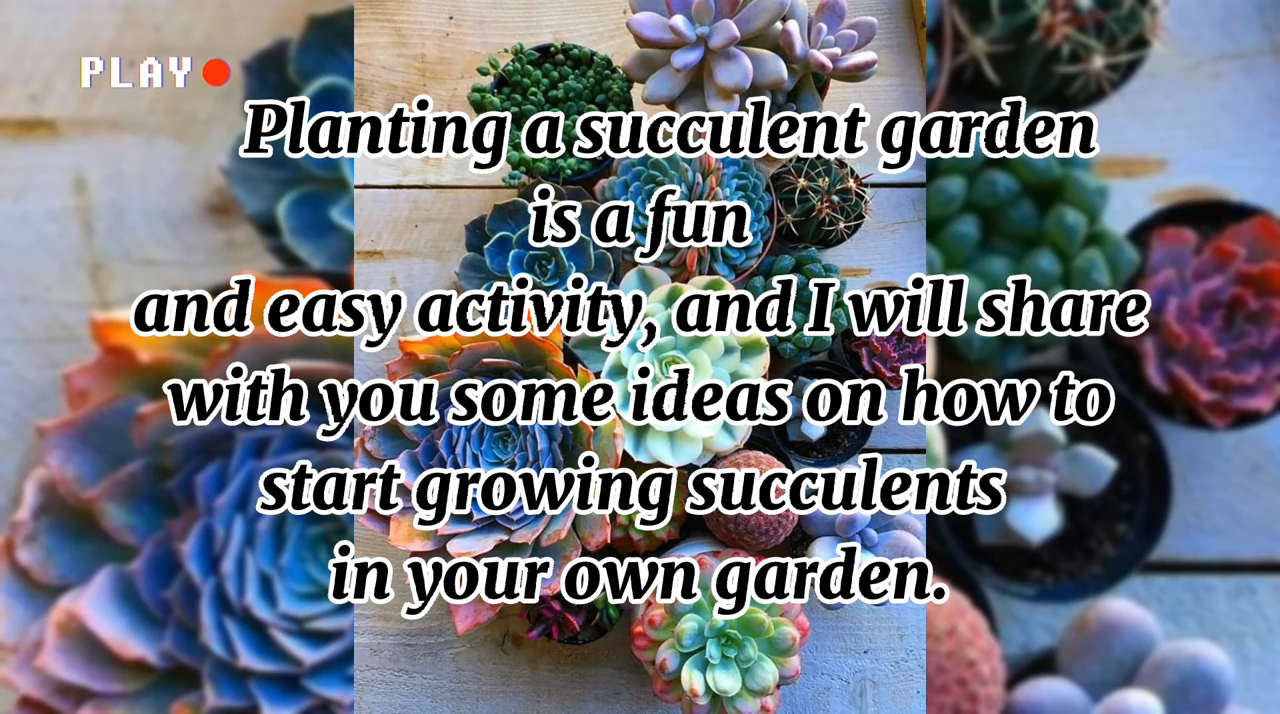 PLAY
Planting a succulent garden
is a fun
and easy activity, and I will share
with you some ideas on how to
start growing succulents
in your own garden.